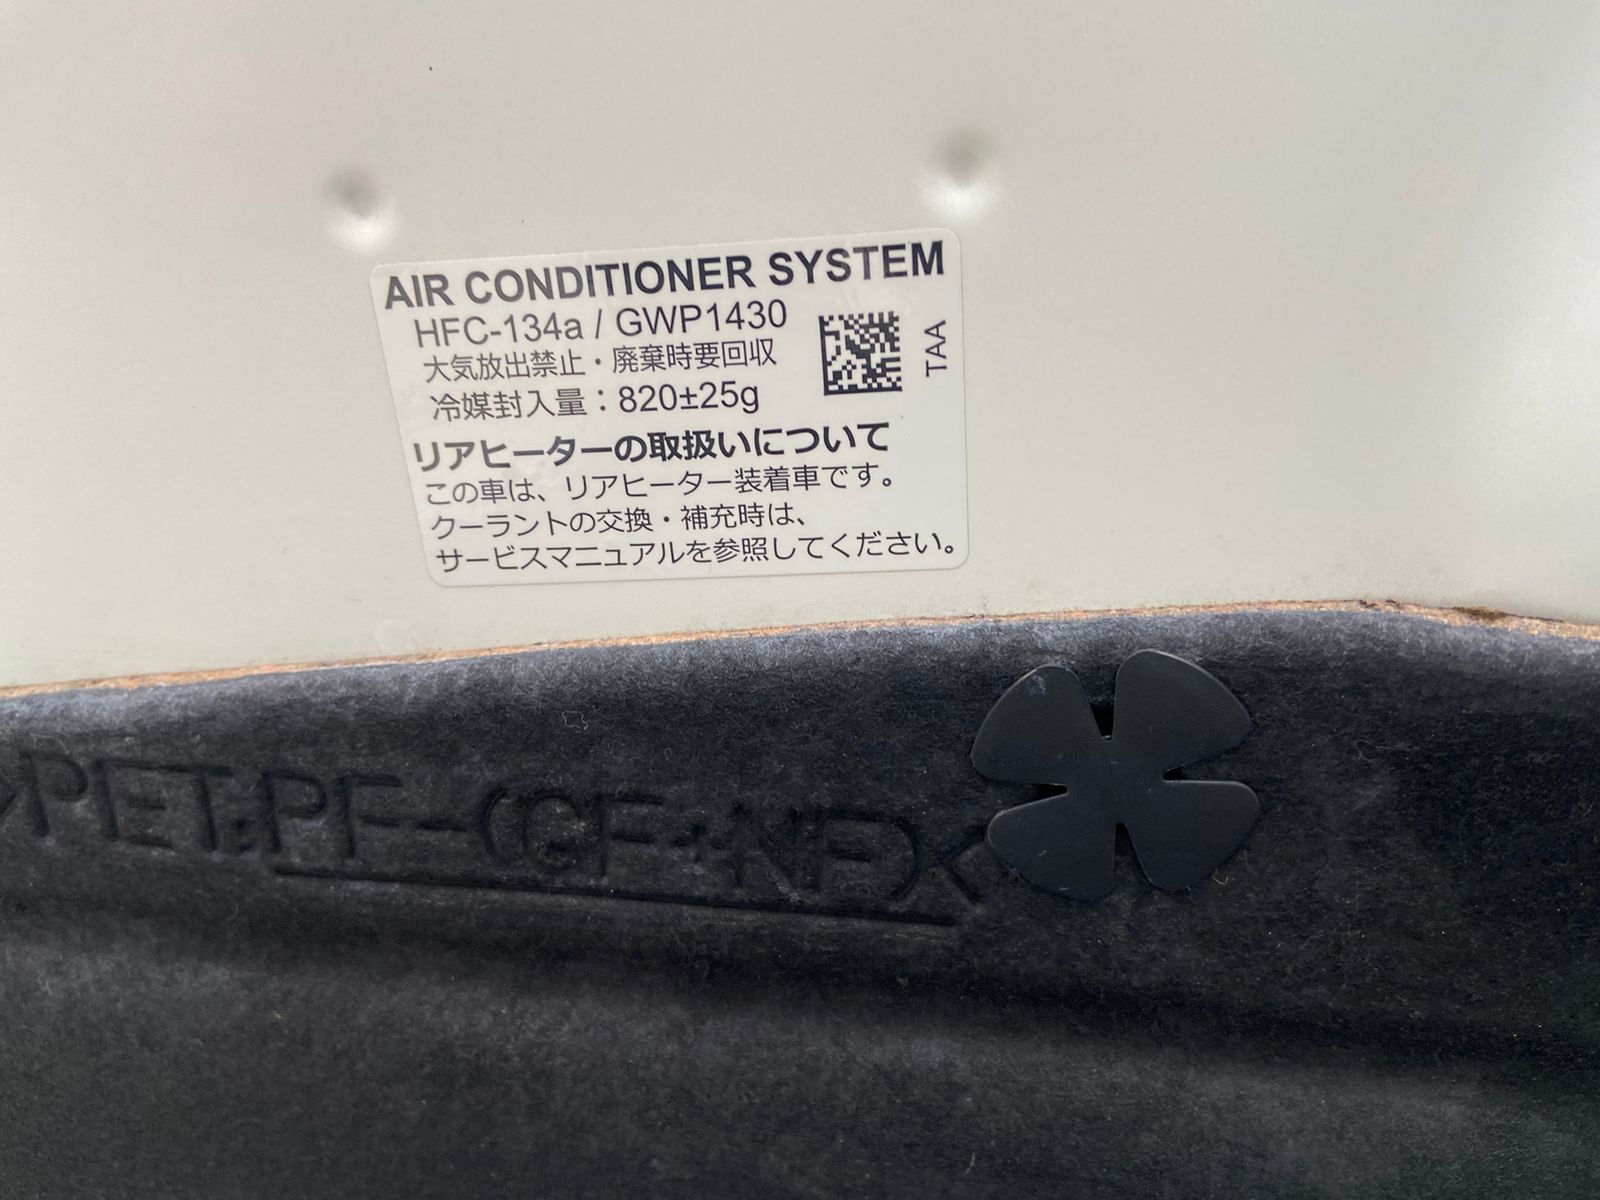 AIR CONDITIONER SYSTEM
HFC-134a / GWP1430
大気放出禁止・廃棄時要回収
冷媒封入量：820±25g
TAA
リアヒーターの取扱いについて
この車は、リアヒーター装着車です。
クーラントの交換・補充時は、
サービスマニュアルを参照してください。
>PET,PF-(GF+NF)<